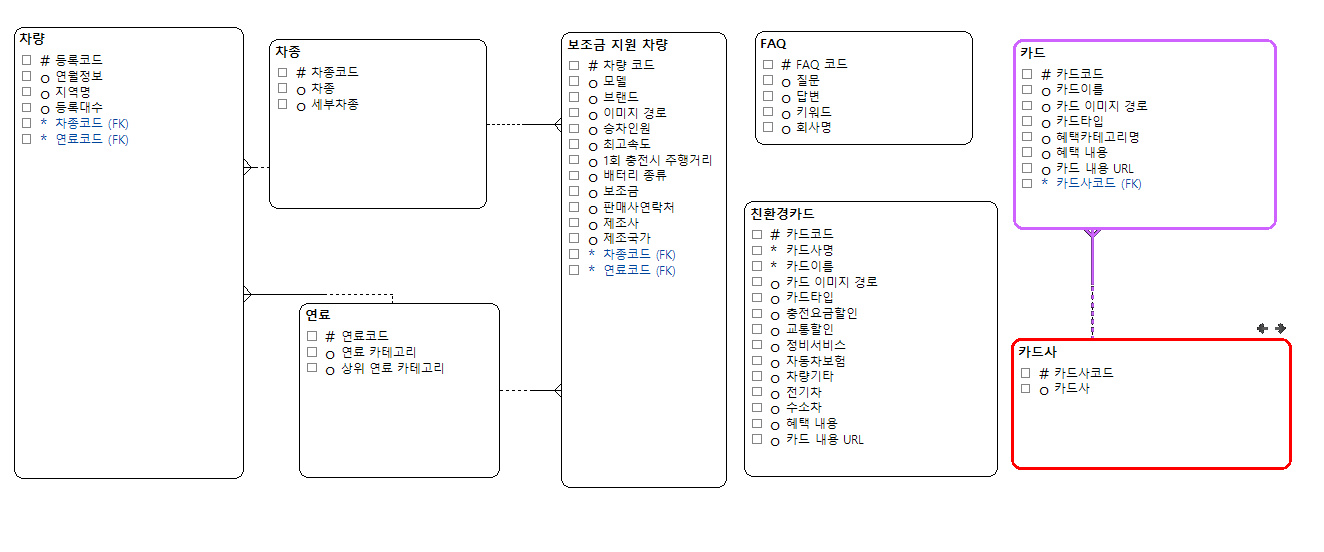 차량
# 등록코드
o 연월정보
o 지역명
o 등록대수
* 차종코드 (FK)
* 연료코드 (FK)
차종
# 차종코드
o 차종
o 세부차종
연료
# 연료코드
o 연료 카테고리
o 상위 연료 카테고리
보조금 지원 차량
# 차량 코드
o 모델
o 브랜드
o 이미지 경로
o 승차인원
o 최고속도
o 1회 충전시 주행거리
o 배터리 종류
o 보조금
o 판매사연락처
o 제조사
o 제조국가
* 차종코드 (FK)
* 연료코드 (FK)
FAQ
# FAQ 코드
o 질문
o 답변
o 키워드
o 회사명
친환경카드
# 카드코드
* 카드사명
* 카드이름
o 카드 이미지 경로
o 카드타입
o 충전요금할인
o 교통할인
o 정비서비스
o 자동차보험
o 차량기타
o 전기차
o 수소차
o 혜택 내용
o 카드 내용 URL
카드
# 카드코드
o 카드이름
o 카드 이미지 경로
o 카드타입
o 혜택카테고리명
o 혜택 내용
o 카드 내용 URL
* 카드사코드 (FK)
카드사
# 카드사코드
o 카드사